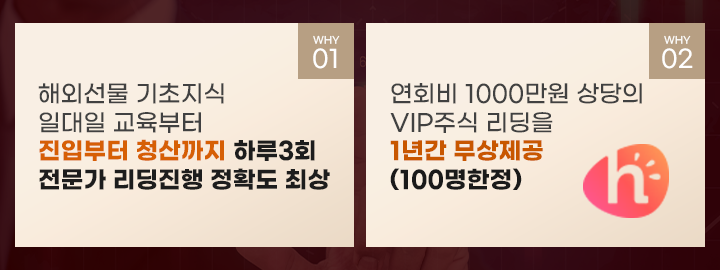 WHY
01
해외선물 기초지식
일대일 교육부터
진입부터 청산까지 하루3회
전문가 리딩진행 정확도 최상
WHY
02
연회비 1000만원 상당의
VIP주식 리딩을
1년간 무상제공
(100명한정)
h